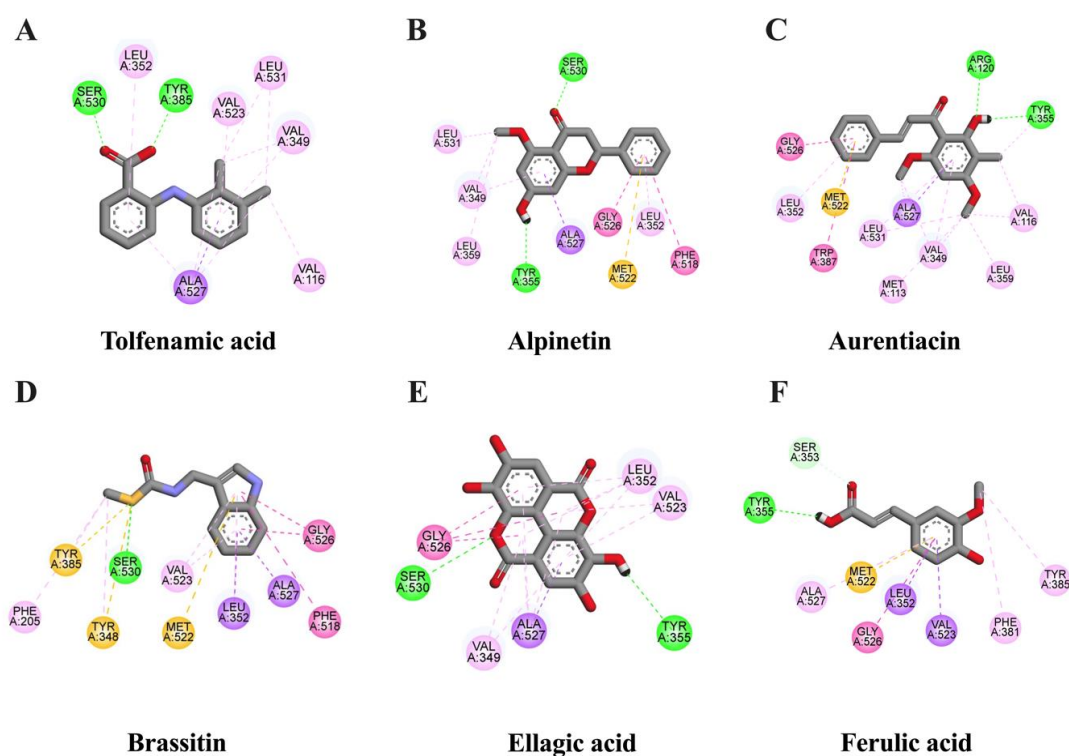 A
LEU
A:352
LEU
A:531
SER
A:530
TYR
A:385
VAL
A:523
VAL
A:349
ALA
A:527
VAL
A:116
Tolfenamic acid
B
SER
A:530
LEU
A:531
VAL
A:349
LEU
A:359
TYR
A:355
ALA
A:527
GLY
A:526
LEU
A:352
MET
A:522
PHE
A:518
Alpinetin
C
ARG
A:120
TYR
A:355
GLY
A:526
LEU
A:352
MET
A:522
TRP
A:387
LEU
A:531
ALA
A:527
VAL
A:349
MET
A:113
VAL
A:116
LEU
A:359
Aurentiacin
D
TYR
A:385
SER
A:530
PHE
A:205
TYR
A:348
VAL
A:523
MET
A:522
LEU
A:352
ALA
A:527
GLY
A:526
PHE
A:518
Brassitin
E
LEU
A:352
VAL
A:523
GLY
A:526
SER
A:530
VAL
A:349
ALA
A:527
TYR
A:355
Ellagic acid
F
SER
A:353
TYR
A:355
MET
A:522
ALA
A:527
LEU
A:352
GLY
A:526
VAL
A:523
PHE
A:381
TYR
A:385
Ferulic acid